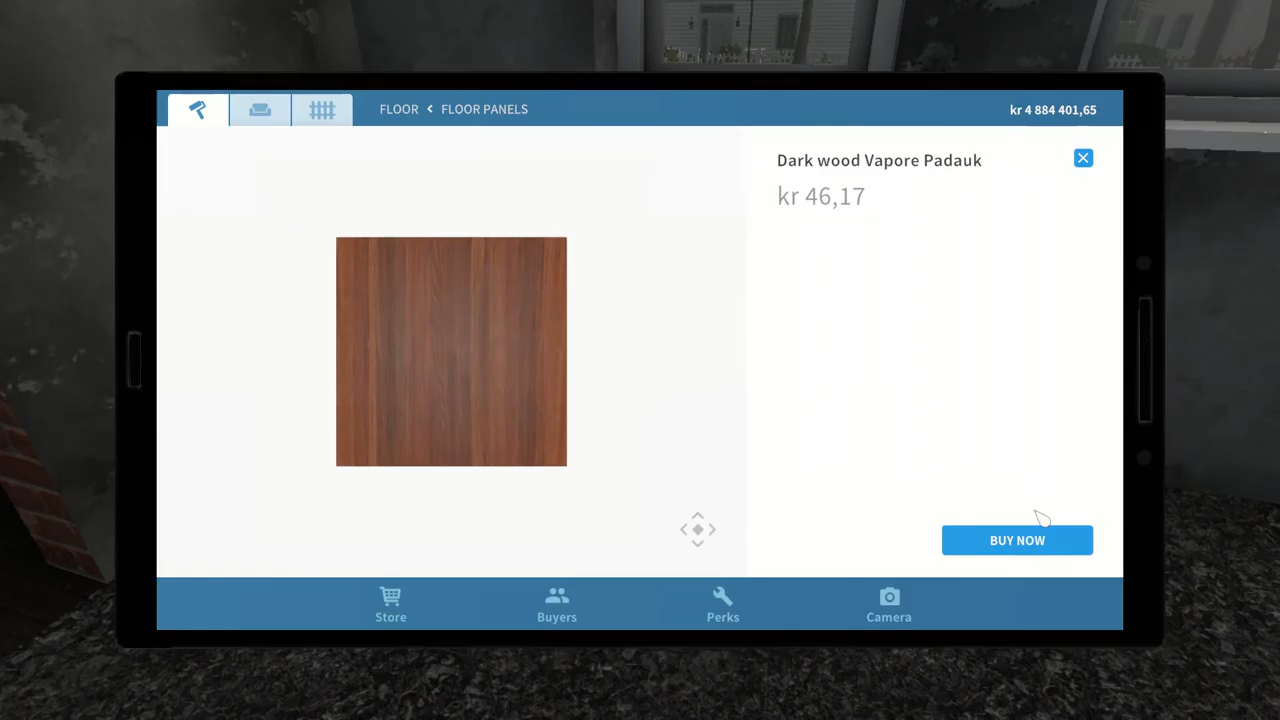 FLOOR < FLOOR PANELS
kr 4 884 401,65
Dark wood Vapore Padauk
kr 46,17
BUY NOW
Store
Buyers
Perks
Camera